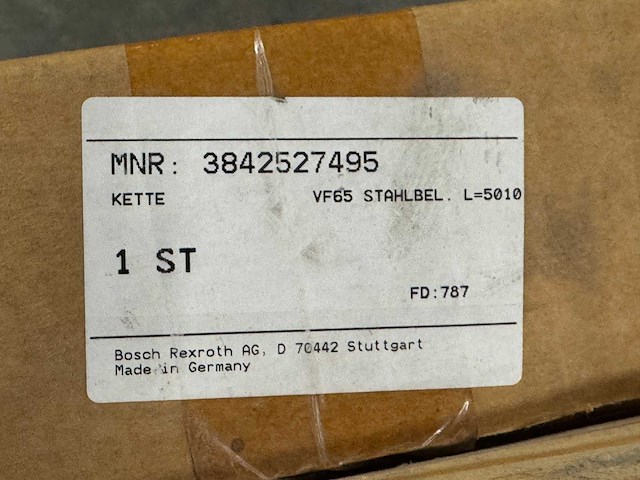 MNR: 3842527495
KETTE VF65 STAHLBEL. L=5010
1 ST
FD:787
Bosch Rexroth AG, D 70442 Stuttgart
Made in Germany